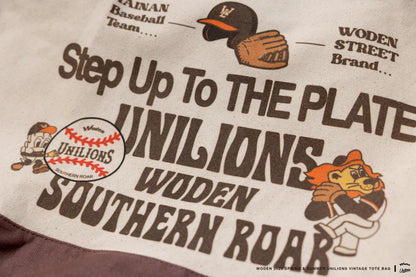 TAINAN
Baseball
Team....
W
WODEN
STREET
Brand...
Step Up To THE PLATE
UNILIONS
WODEN
SOUTHERN ROAR
Woden
UNILIONS
SOUTHERN ROAR
WODEN 2025 SPRING & SUMMER UNILIONS VINTAGE TOTE BAG